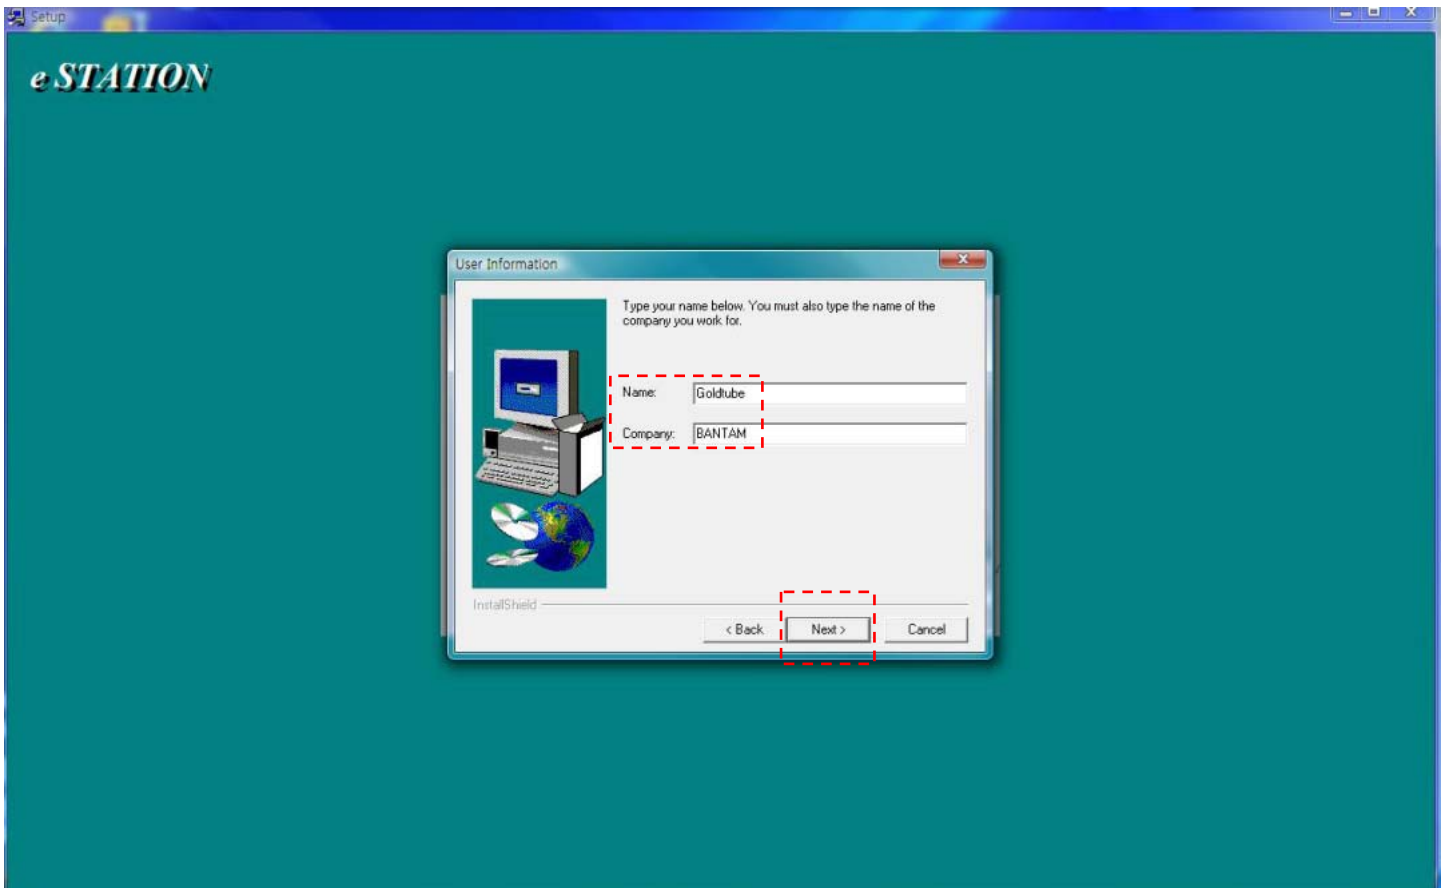 Setup
e STATION
User Information
Type your name below. You must also type the name of the
company you work for.
Name: Goldtube
Company: BANTAM
InstallShield
< Back Next > Cancel